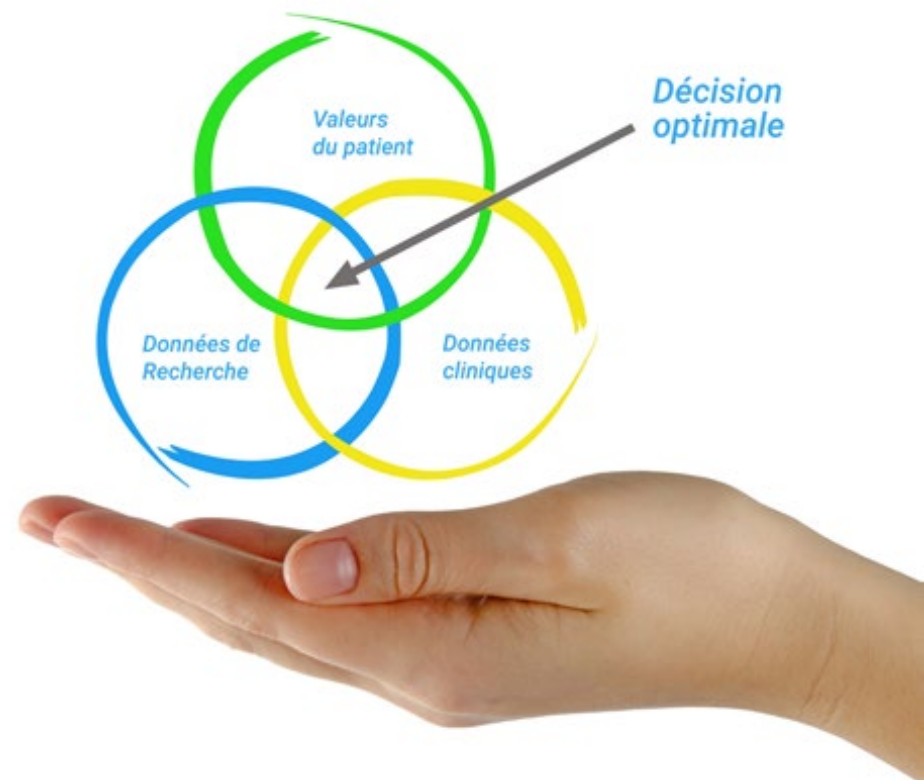 Décision
optimale
Valeurs
du patient
Données de
Recherche
Données
cliniques